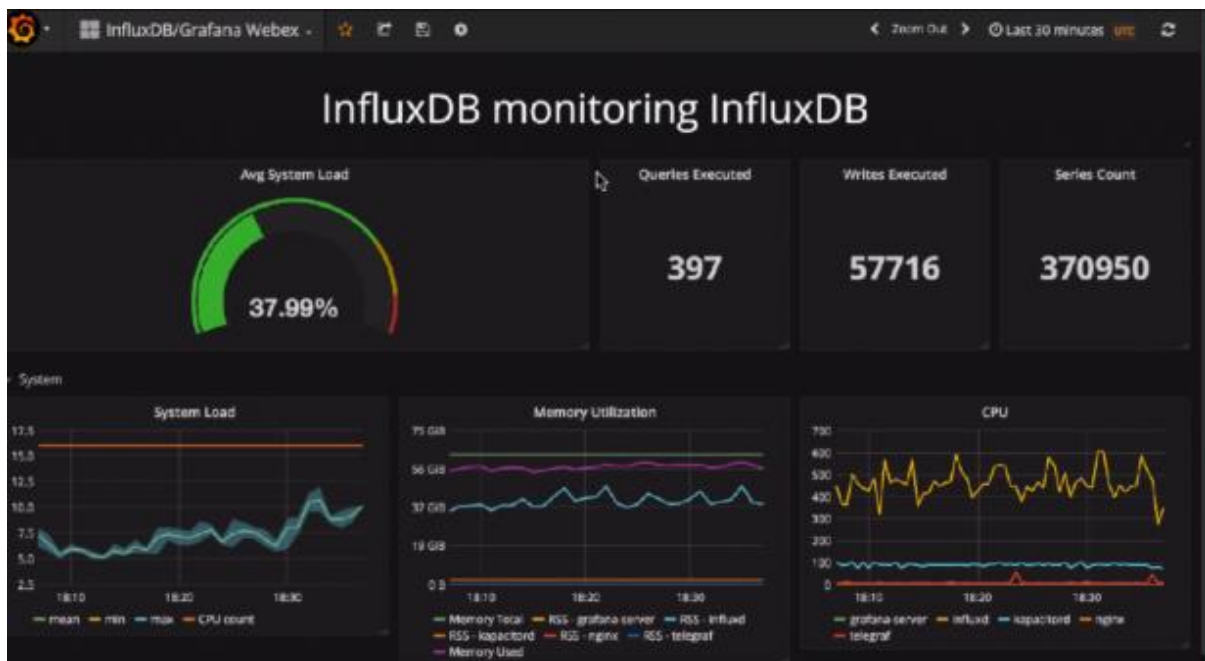 InfluxDB/Grafana Webex
Zoom Out
Last 30 minutes UTC
InfluxDB monitoring InfluxDB
Avg System Load
Queries Executed
Writes Executed
Series Count
37.99%
397
57716
370950
System
System Load
17.5
15.0
12.5
10.0
7.5
5.0
2.5
18:10 18:20 18:30
mean min max CPU count
Memory Utilization
75 GiB
56 GiB
37 GiB
19 GiB
0 B
18:10 18:20 18:30
Memory Total RSS - grafana-server RSS - influxd
RSS - kapacitord RSS - nginx RSS - telegraf
Memory Used
CPU
700
600
500
400
300
200
100
0
18:10 18:20 18:30
grafana-server influxd kapacitord nginx
telegraf